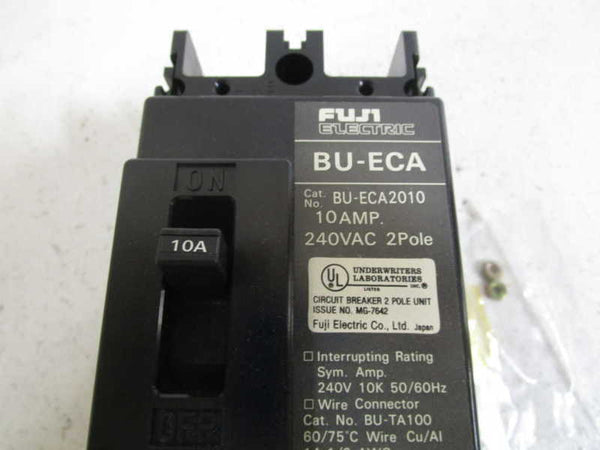 FUJI
ELECTRIC
BU-ECA
ON
Cat. No. BU-ECA2010
10AMP.
10A
240VAC 2Pole
UL
UNDERWRITERS
LABORATORIES
INC.
LISTED
CIRCUIT BREAKER 2 POLE UNIT
ISSUE NO. MG-7642
Fuji Electric Co., Ltd. Japan
□ Interrupting Rating
Sym. Amp.
240V 10K 50/60Hz
□ Wire Connector
OFF
Cat. No. BU-TA100
60/75°C Wire Cu/Al